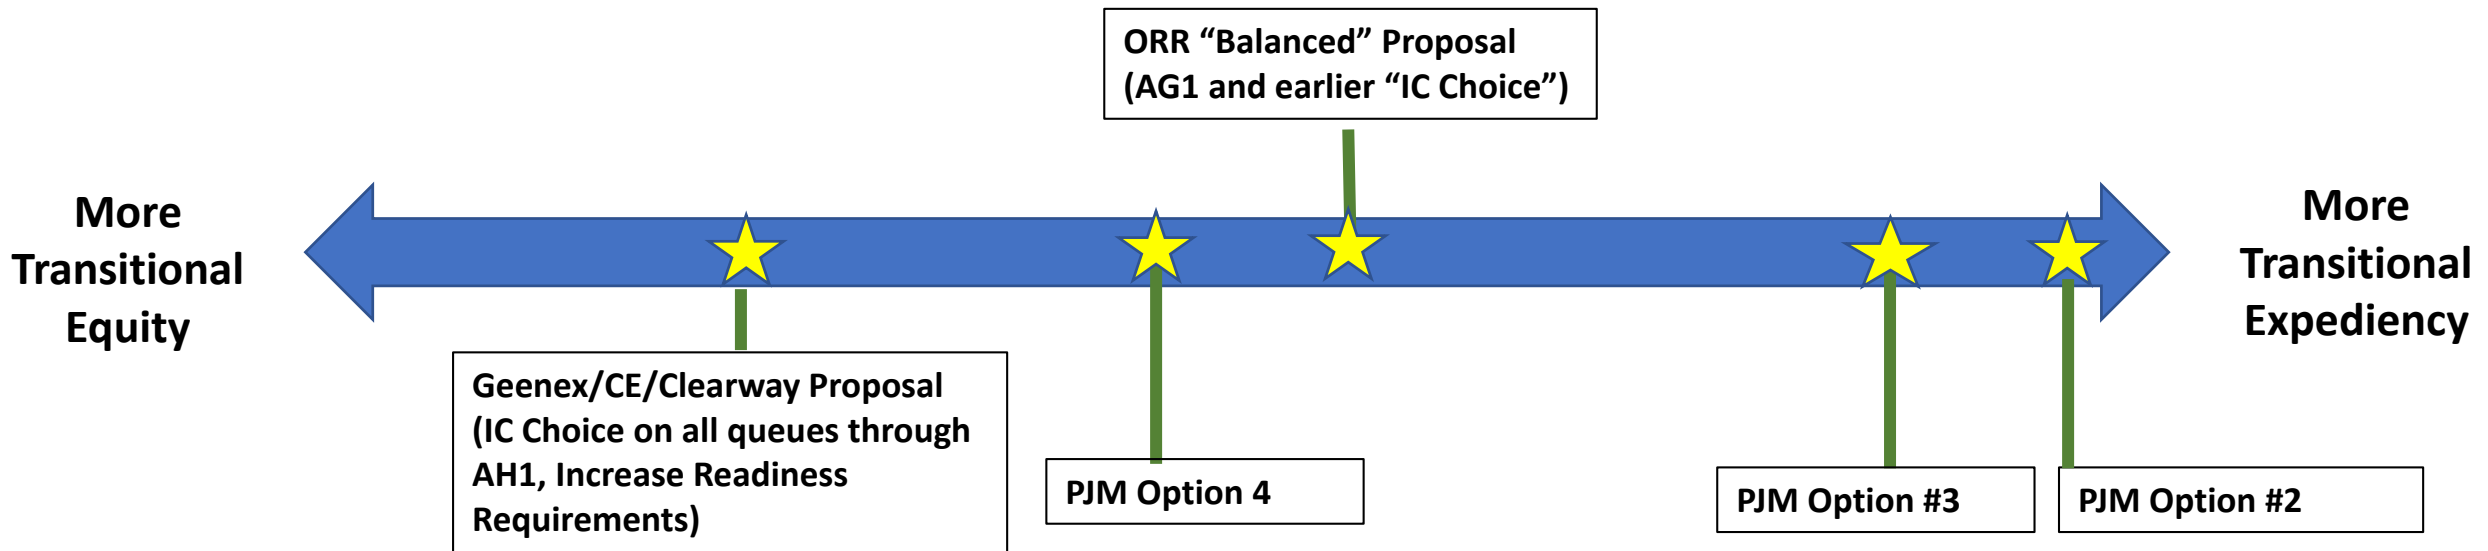 ORR “Balanced” Proposal
(AG1 and earlier “IC Choice”)
More
Transitional
Equity
More
Transitional
Expediency
Geenex/CE/Clearway Proposal
(IC Choice on all queues through
AH1, Increase Readiness
Requirements)
PJM Option 4
PJM Option #3
PJM Option #2